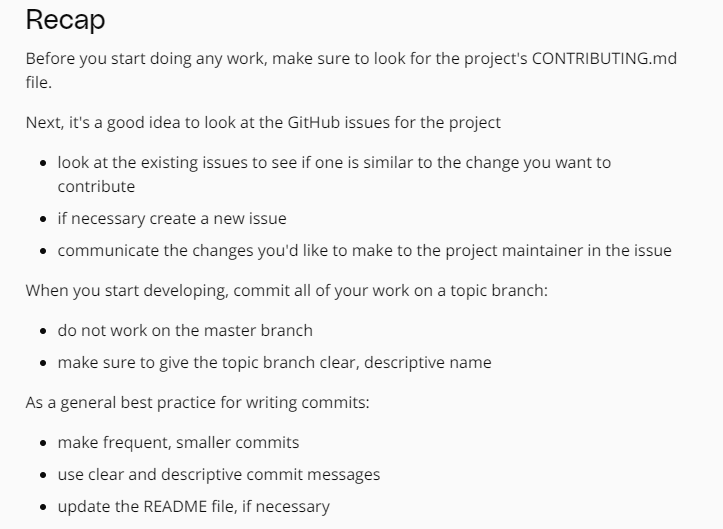 Recap
Before you start doing any work, make sure to look for the project's CONTRIBUTING.md
file.
Next, it's a good idea to look at the GitHub issues for the project
• look at the existing issues to see if one is similar to the change you want to
contribute
• if necessary create a new issue
• communicate the changes you'd like to make to the project maintainer in the issue
When you start developing, commit all of your work on a topic branch:
• do not work on the master branch
• make sure to give the topic branch clear, descriptive name
As a general best practice for writing commits:
• make frequent, smaller commits
• use clear and descriptive commit messages
• update the README file, if necessary